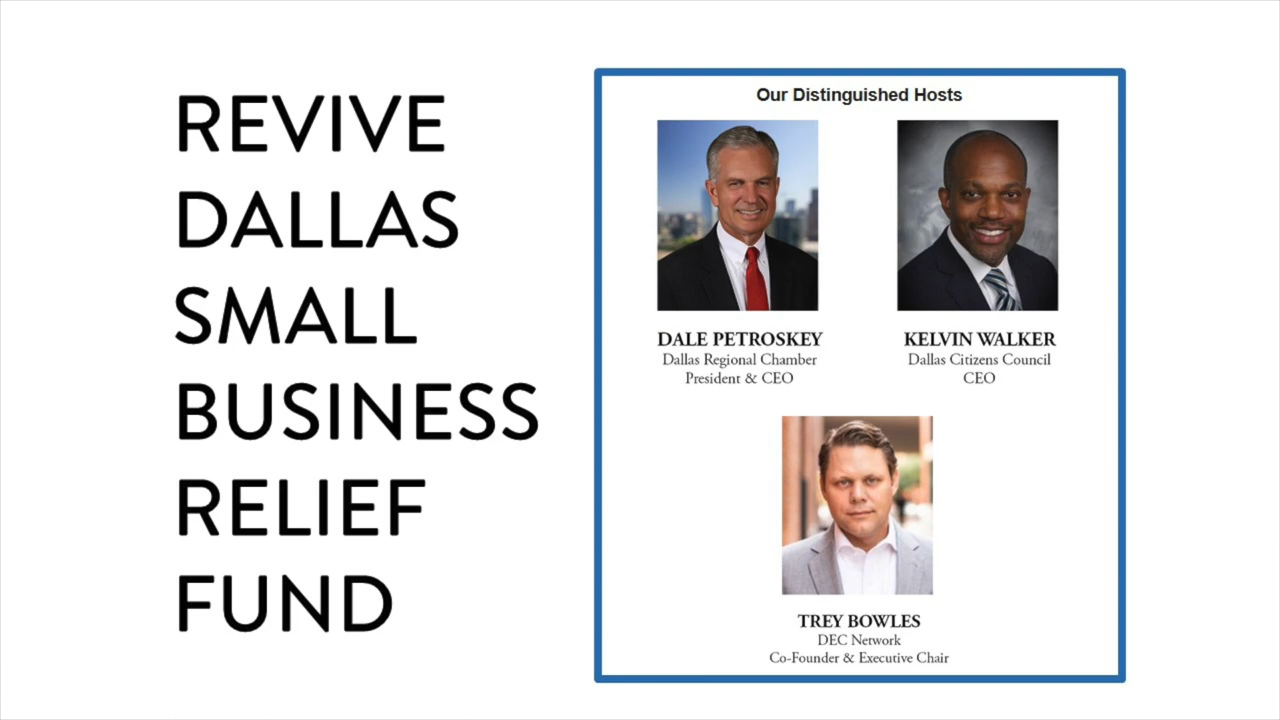 REVIVE
DALLAS
SMALL
BUSINESS
RELIEF
FUND
Our Distinguished Hosts
DALE PETROSKEY
Dallas Regional Chamber
President & CEO
KELVIN WALKER
Dallas Citizens Council
CEO
TREY BOWLES
DEC Network
Co-Founder & Executive Chair